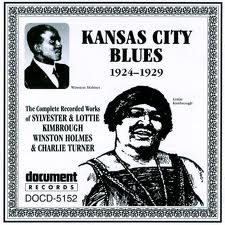 KANSAS CITY
BLUES
1924-1929
Winston Holmes
Lottie
Kimbrough
The Complete Recorded Works
of SYLVESTER & LOTTIE
KIMBROUGH
WINSTON HOLMES
& CHARLIE TURNER
document
RECORDS
DOCD-5152